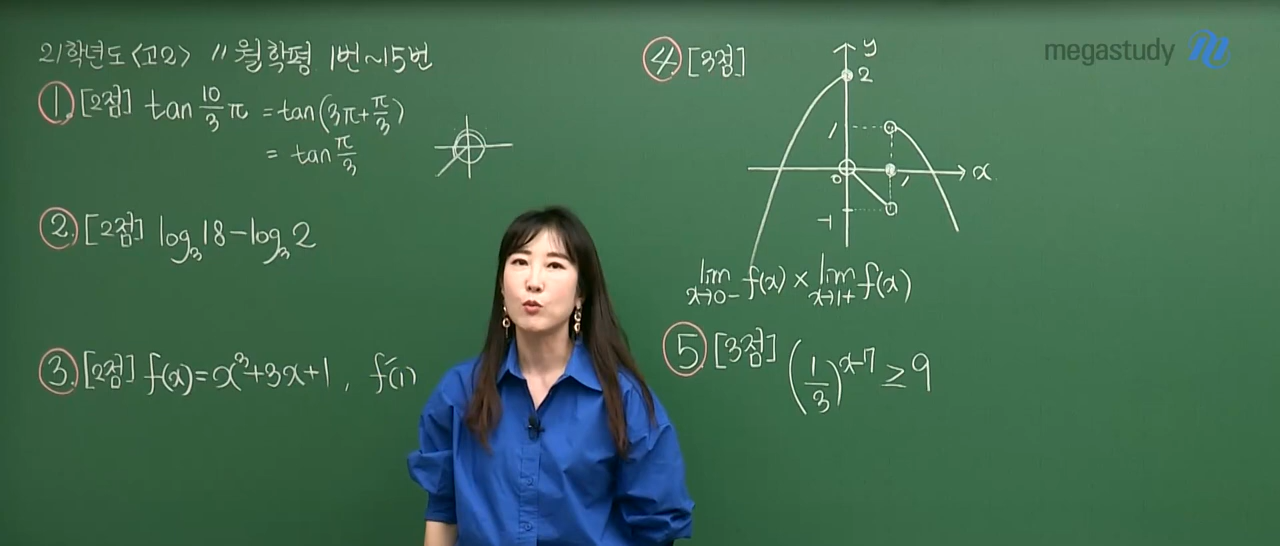 21학년도 <고2> 11월 학평 1번~15번
① [2점] tan 10/3 π = tan(3π+π/3)
= tan π/3
② [2점] log₃18-log₃2
③ [2점] f(x)=x³+3x+1, f'(1)
④ [3점]
y
2
1
0
1
x
-1
lim x→0- f(x) × lim x→1+ f(x)
⑤ [3점] (1/3)^(x-7) ≥ 9
megastudy